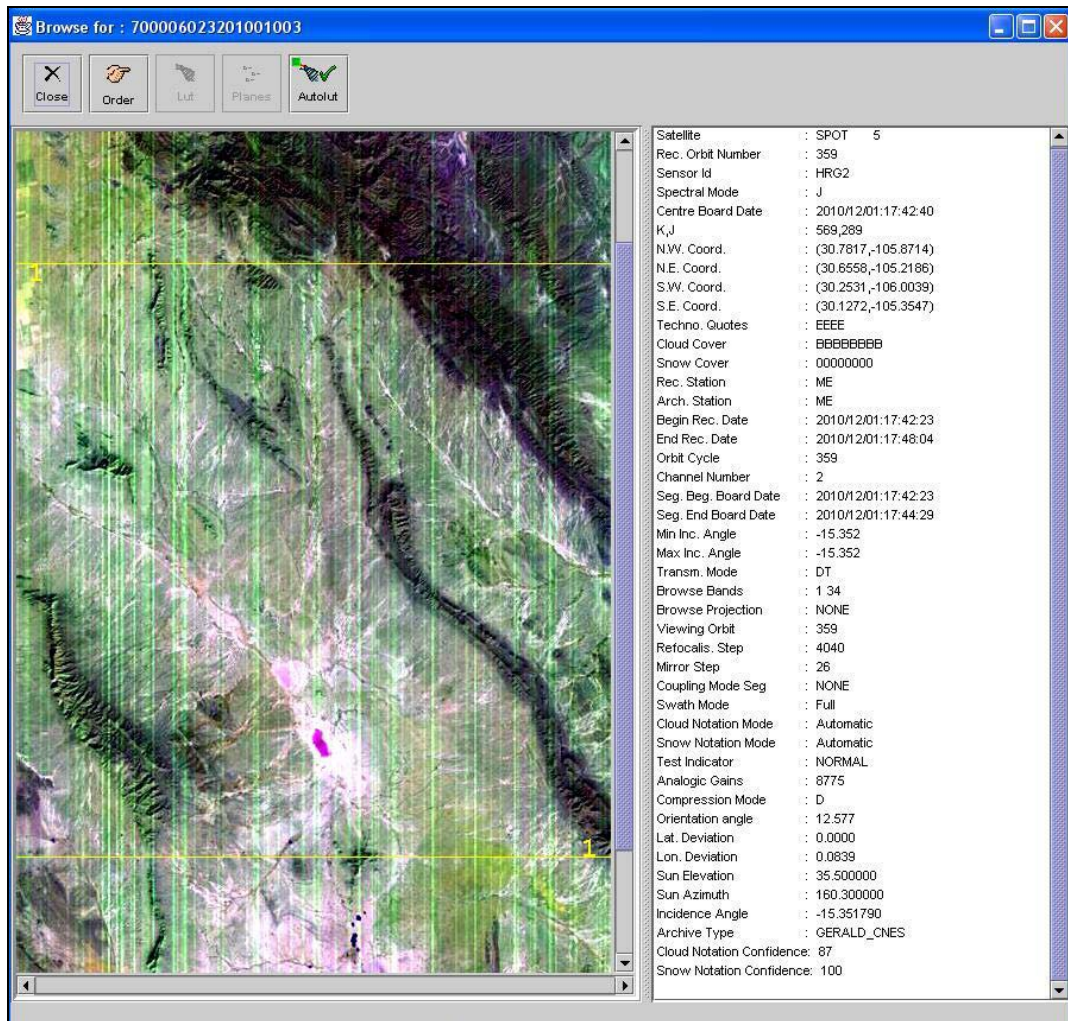 Browse for : 700006023201001003
Close Order Lut Planes Autolut
1
1
Satellite : SPOT 5
Rec. Orbit Number : 359
Sensor Id : HRG2
Spectral Mode : J
Centre Board Date : 2010/12/01:17:42:40
K,J : 569,289
N.W. Coord. : (30.7817,-105.8714)
N.E. Coord. : (30.6558,-105.2186)
S.W. Coord. : (30.2531,-106.0039)
S.E. Coord. : (30.1272,-105.3547)
Techno. Quotes : EEEE
Cloud Cover : BBBBBBBB
Snow Cover : 00000000
Rec. Station : ME
Arch. Station : ME
Begin Rec. Date : 2010/12/01:17:42:23
End Rec. Date : 2010/12/01:17:48:04
Orbit Cycle : 359
Channel Number : 2
Seg. Beg. Board Date : 2010/12/01:17:42:23
Seg. End Board Date : 2010/12/01:17:44:29
Min Inc. Angle : -15.352
Max Inc. Angle : -15.352
Transm. Mode : DT
Browse Bands : 1 34
Browse Projection : NONE
Viewing Orbit : 359
Refocalis. Step : 4040
Mirror Step : 26
Coupling Mode Seg : NONE
Swath Mode : Full
Cloud Notation Mode : Automatic
Snow Notation Mode : Automatic
Test Indicator : NORMAL
Analogic Gains : 8775
Compression Mode : D
Orientation angle : 12.577
Lat. Deviation : 0.0000
Lon. Deviation : 0.0839
Sun Elevation : 35.500000
Sun Azimuth : 160.300000
Incidence Angle : -15.351790
Archive Type : GERALD_CNES
Cloud Notation Confidence: 87
Snow Notation Confidence: 100